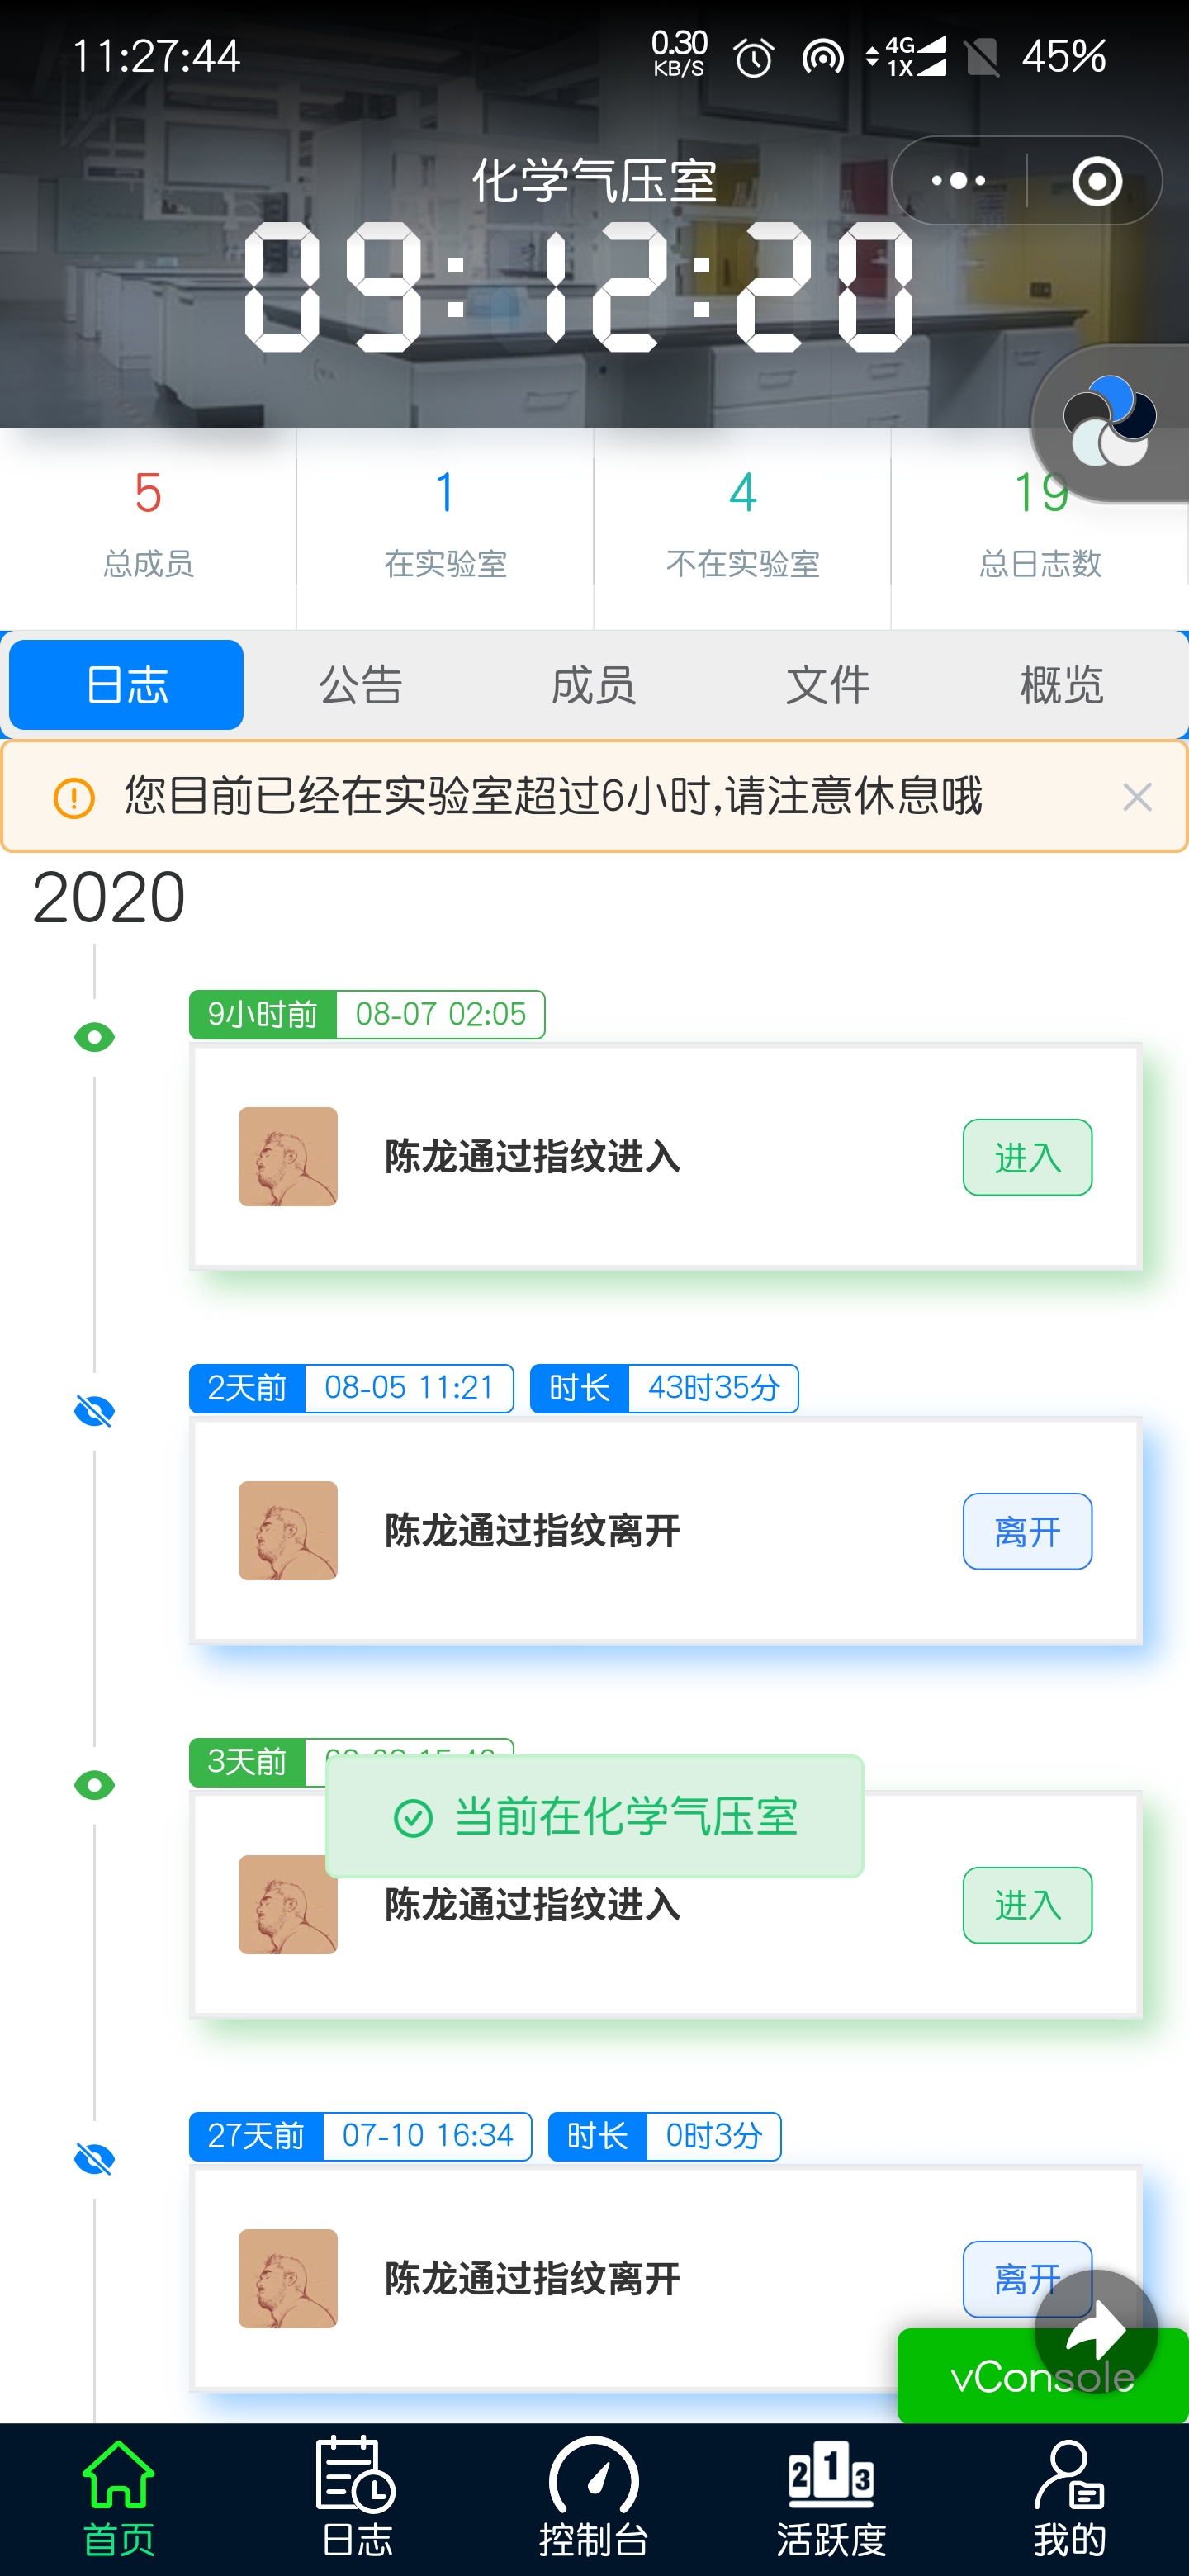 11:27:44
0.30
KB/S
4G
1X
45%
化学气压室
09:12:20
5
1
4
19
总成员
在实验室
不在实验室
总日志数
日志
公告
成员
文件
概览
您目前已经在实验室超过6小时,请注意休息哦
2020
9小时前 08-07 02:05
陈龙通过指纹进入
进入
2天前 08-05 11:21 时长 43时35分
陈龙通过指纹离开
离开
3天前
当前在化学气压室
陈龙通过指纹进入
进入
27天前 07-10 16:34 时长 0时3分
陈龙通过指纹离开
离开
vConsole
2 1 3
首页
日志
控制台
活跃度
我的